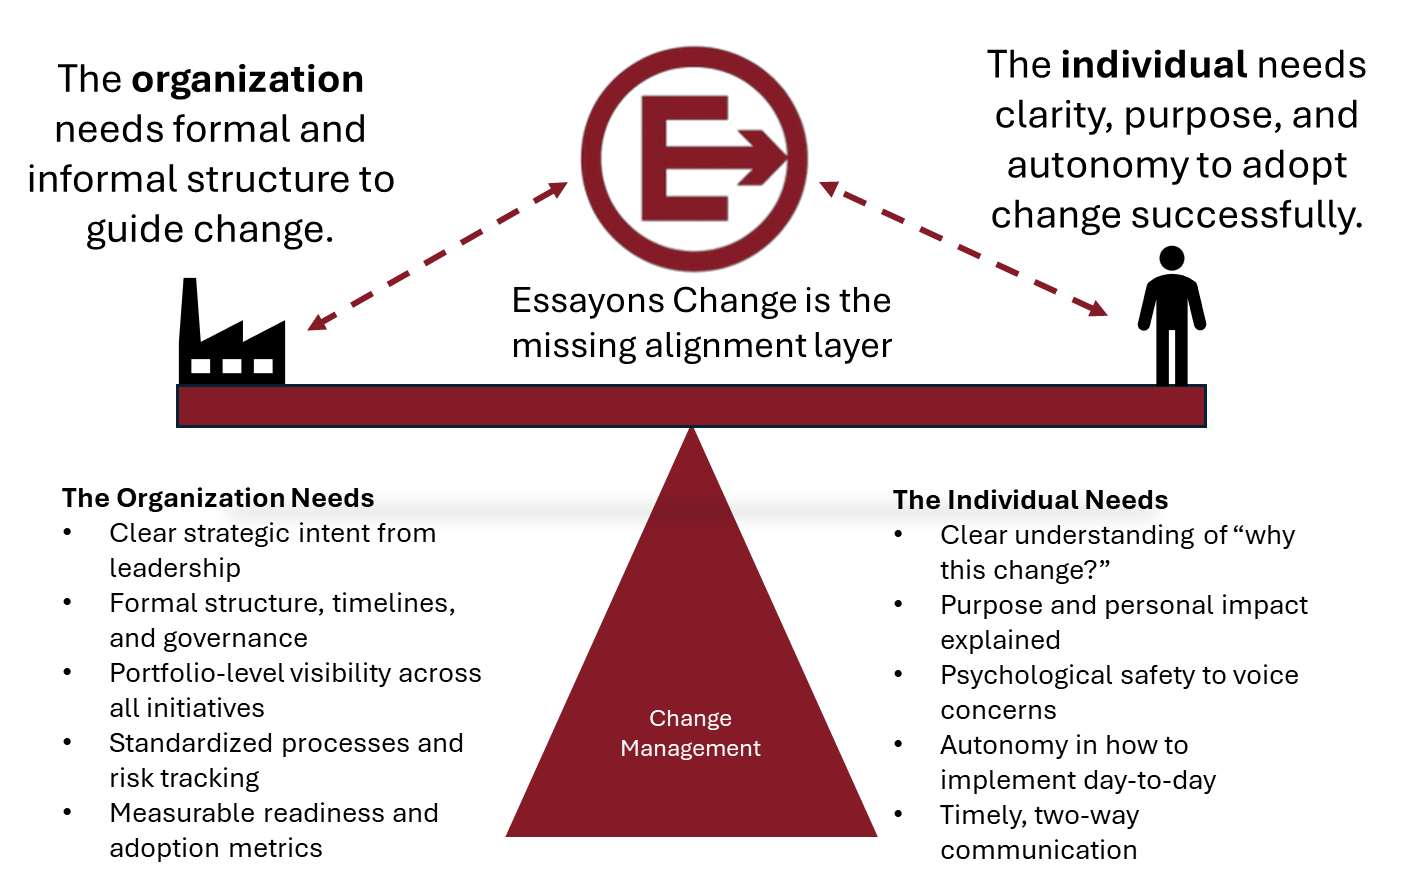 The organization
needs formal and
informal structure to
guide change.
E
The individual needs
clarity, purpose, and
autonomy to adopt
change successfully.
Essayons Change is the
missing alignment layer
The Organization Needs
• Clear strategic intent from
leadership
• Formal structure, timelines,
and governance
• Portfolio-level visibility across
all initiatives
• Standardized processes and
risk tracking
• Measurable readiness and
adoption metrics
Change
Management
The Individual Needs
• Clear understanding of “why
this change?”
• Purpose and personal impact
explained
• Psychological safety to voice
concerns
• Autonomy in how to
implement day-to-day
• Timely, two-way
communication